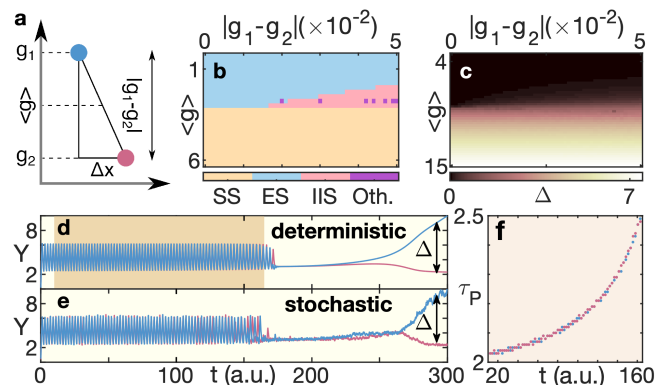 a
g₁
<g>
g₂
|g₁-g₂|
Δx
|g₁-g₂|(×10⁻²)
0 5
b
1
<g>
6
SS ES IIS Oth.
|g₁-g₂|(×10⁻²)
0 5
c
4
<g>
15
0 Δ 7
d
deterministic
8
Y
2
Δ
e
stochastic
8
Y
2
Δ
0 100 200 300
t (a.u.)
f
2.5
τP
2
20 160
t (a.u.)